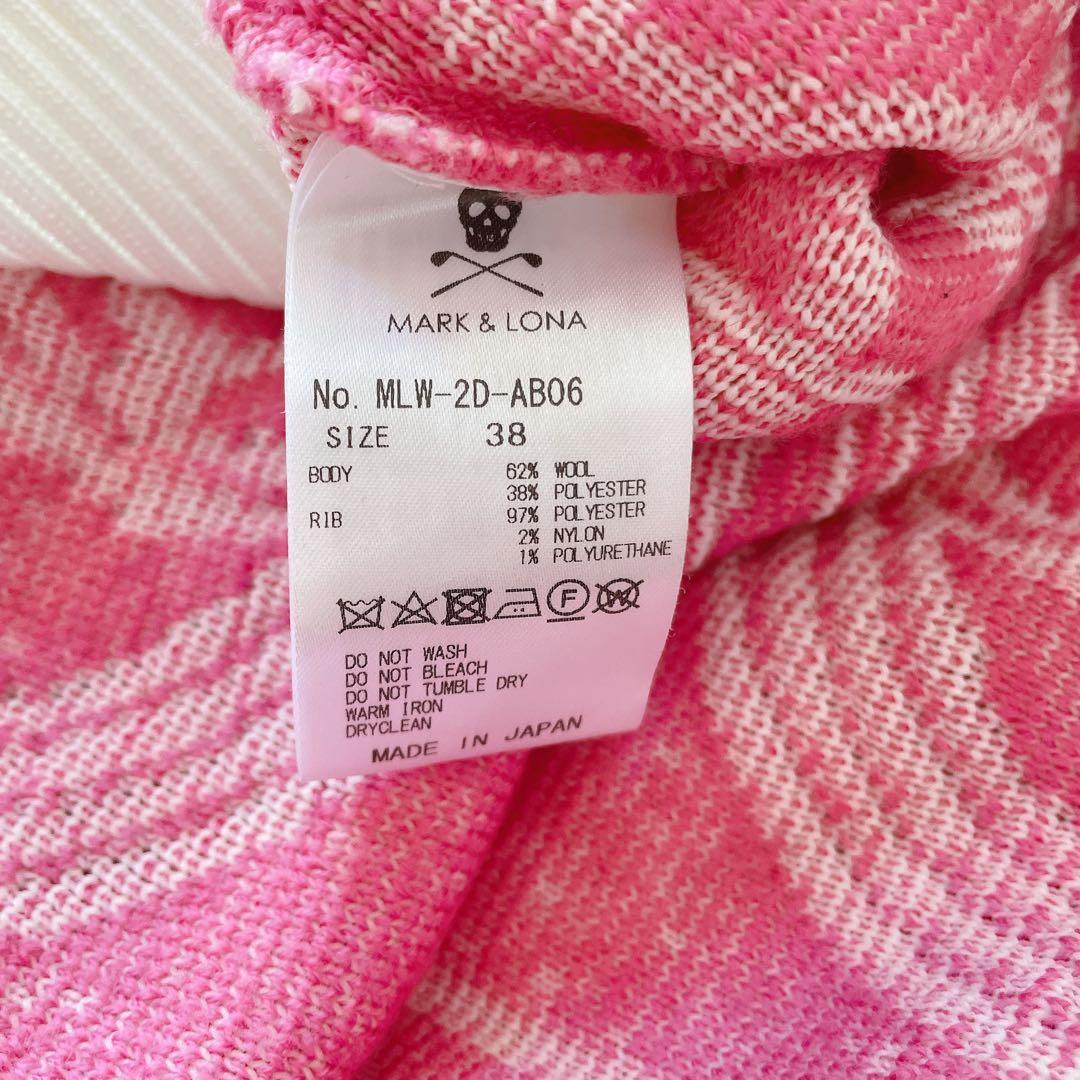 MARK & LONA
No. MLW-2D-AB06
SIZE 38
BODY 62% WOOL
38% POLYESTER
RIB 97% POLYESTER
2% NYLON
1% POLYURETHANE
F W
DO NOT WASH
DO NOT BLEACH
DO NOT TUMBLE DRY
WARM IRON
DRYCLEAN
MADE IN JAPAN